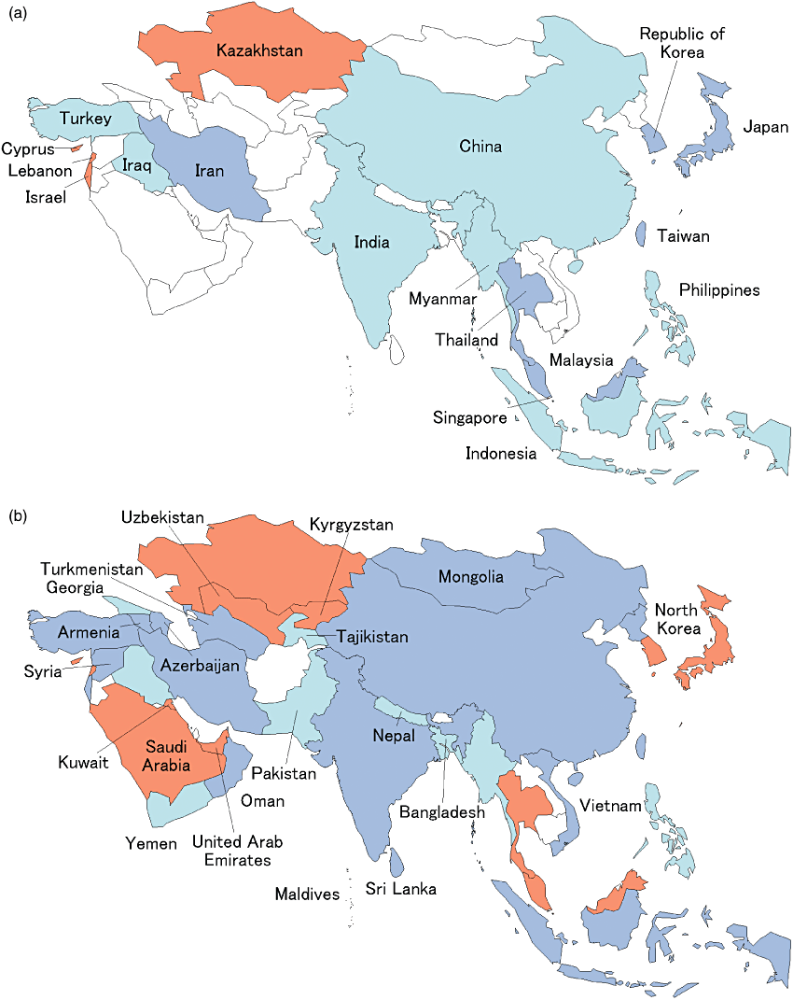 (a)
Kazakhstan
Republic of
Korea
Turkey
Japan
China
Cyprus
Lebanon
Iraq
Iran
Israel
India
Taiwan
Myanmar
Philippines
Thailand
Malaysia
Singapore
Indonesia
(b)
Uzbekistan
Kyrgyzstan
Turkmenistan
Georgia
Mongolia
North
Korea
Armenia
Tajikistan
Syria
Azerbaijan
Nepal
Kuwait
Saudi
Arabia
Pakistan
Oman
Bangladesh
Vietnam
Yemen
United Arab
Emirates
Maldives
Sri Lanka